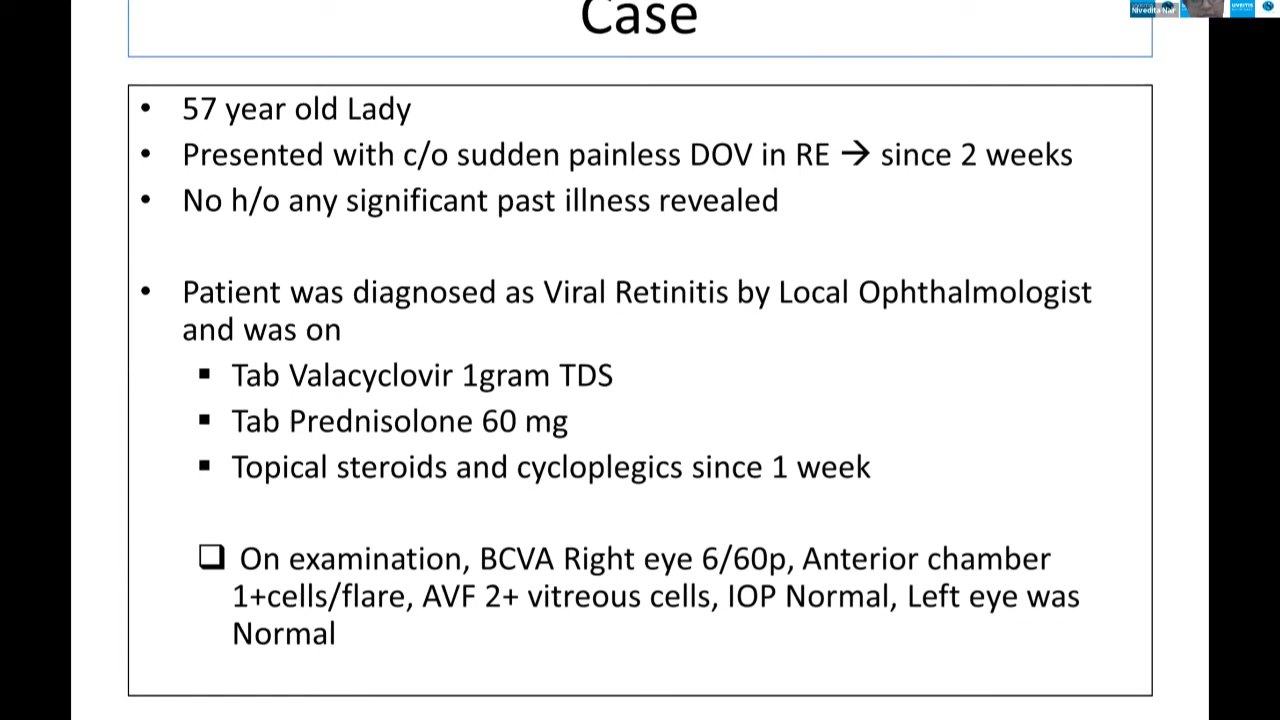 Case
Nivedita Nair
UVEITIS
• 57 year old Lady
• Presented with c/o sudden painless DOV in RE → since 2 weeks
• No h/o any significant past illness revealed
• Patient was diagnosed as Viral Retinitis by Local Ophthalmologist
and was on
▪ Tab Valacyclovir 1gram TDS
▪ Tab Prednisolone 60 mg
▪ Topical steroids and cycloplegics since 1 week
❑ On examination, BCVA Right eye 6/60p, Anterior chamber
1+cells/flare, AVF 2+ vitreous cells, IOP Normal, Left eye was
Normal